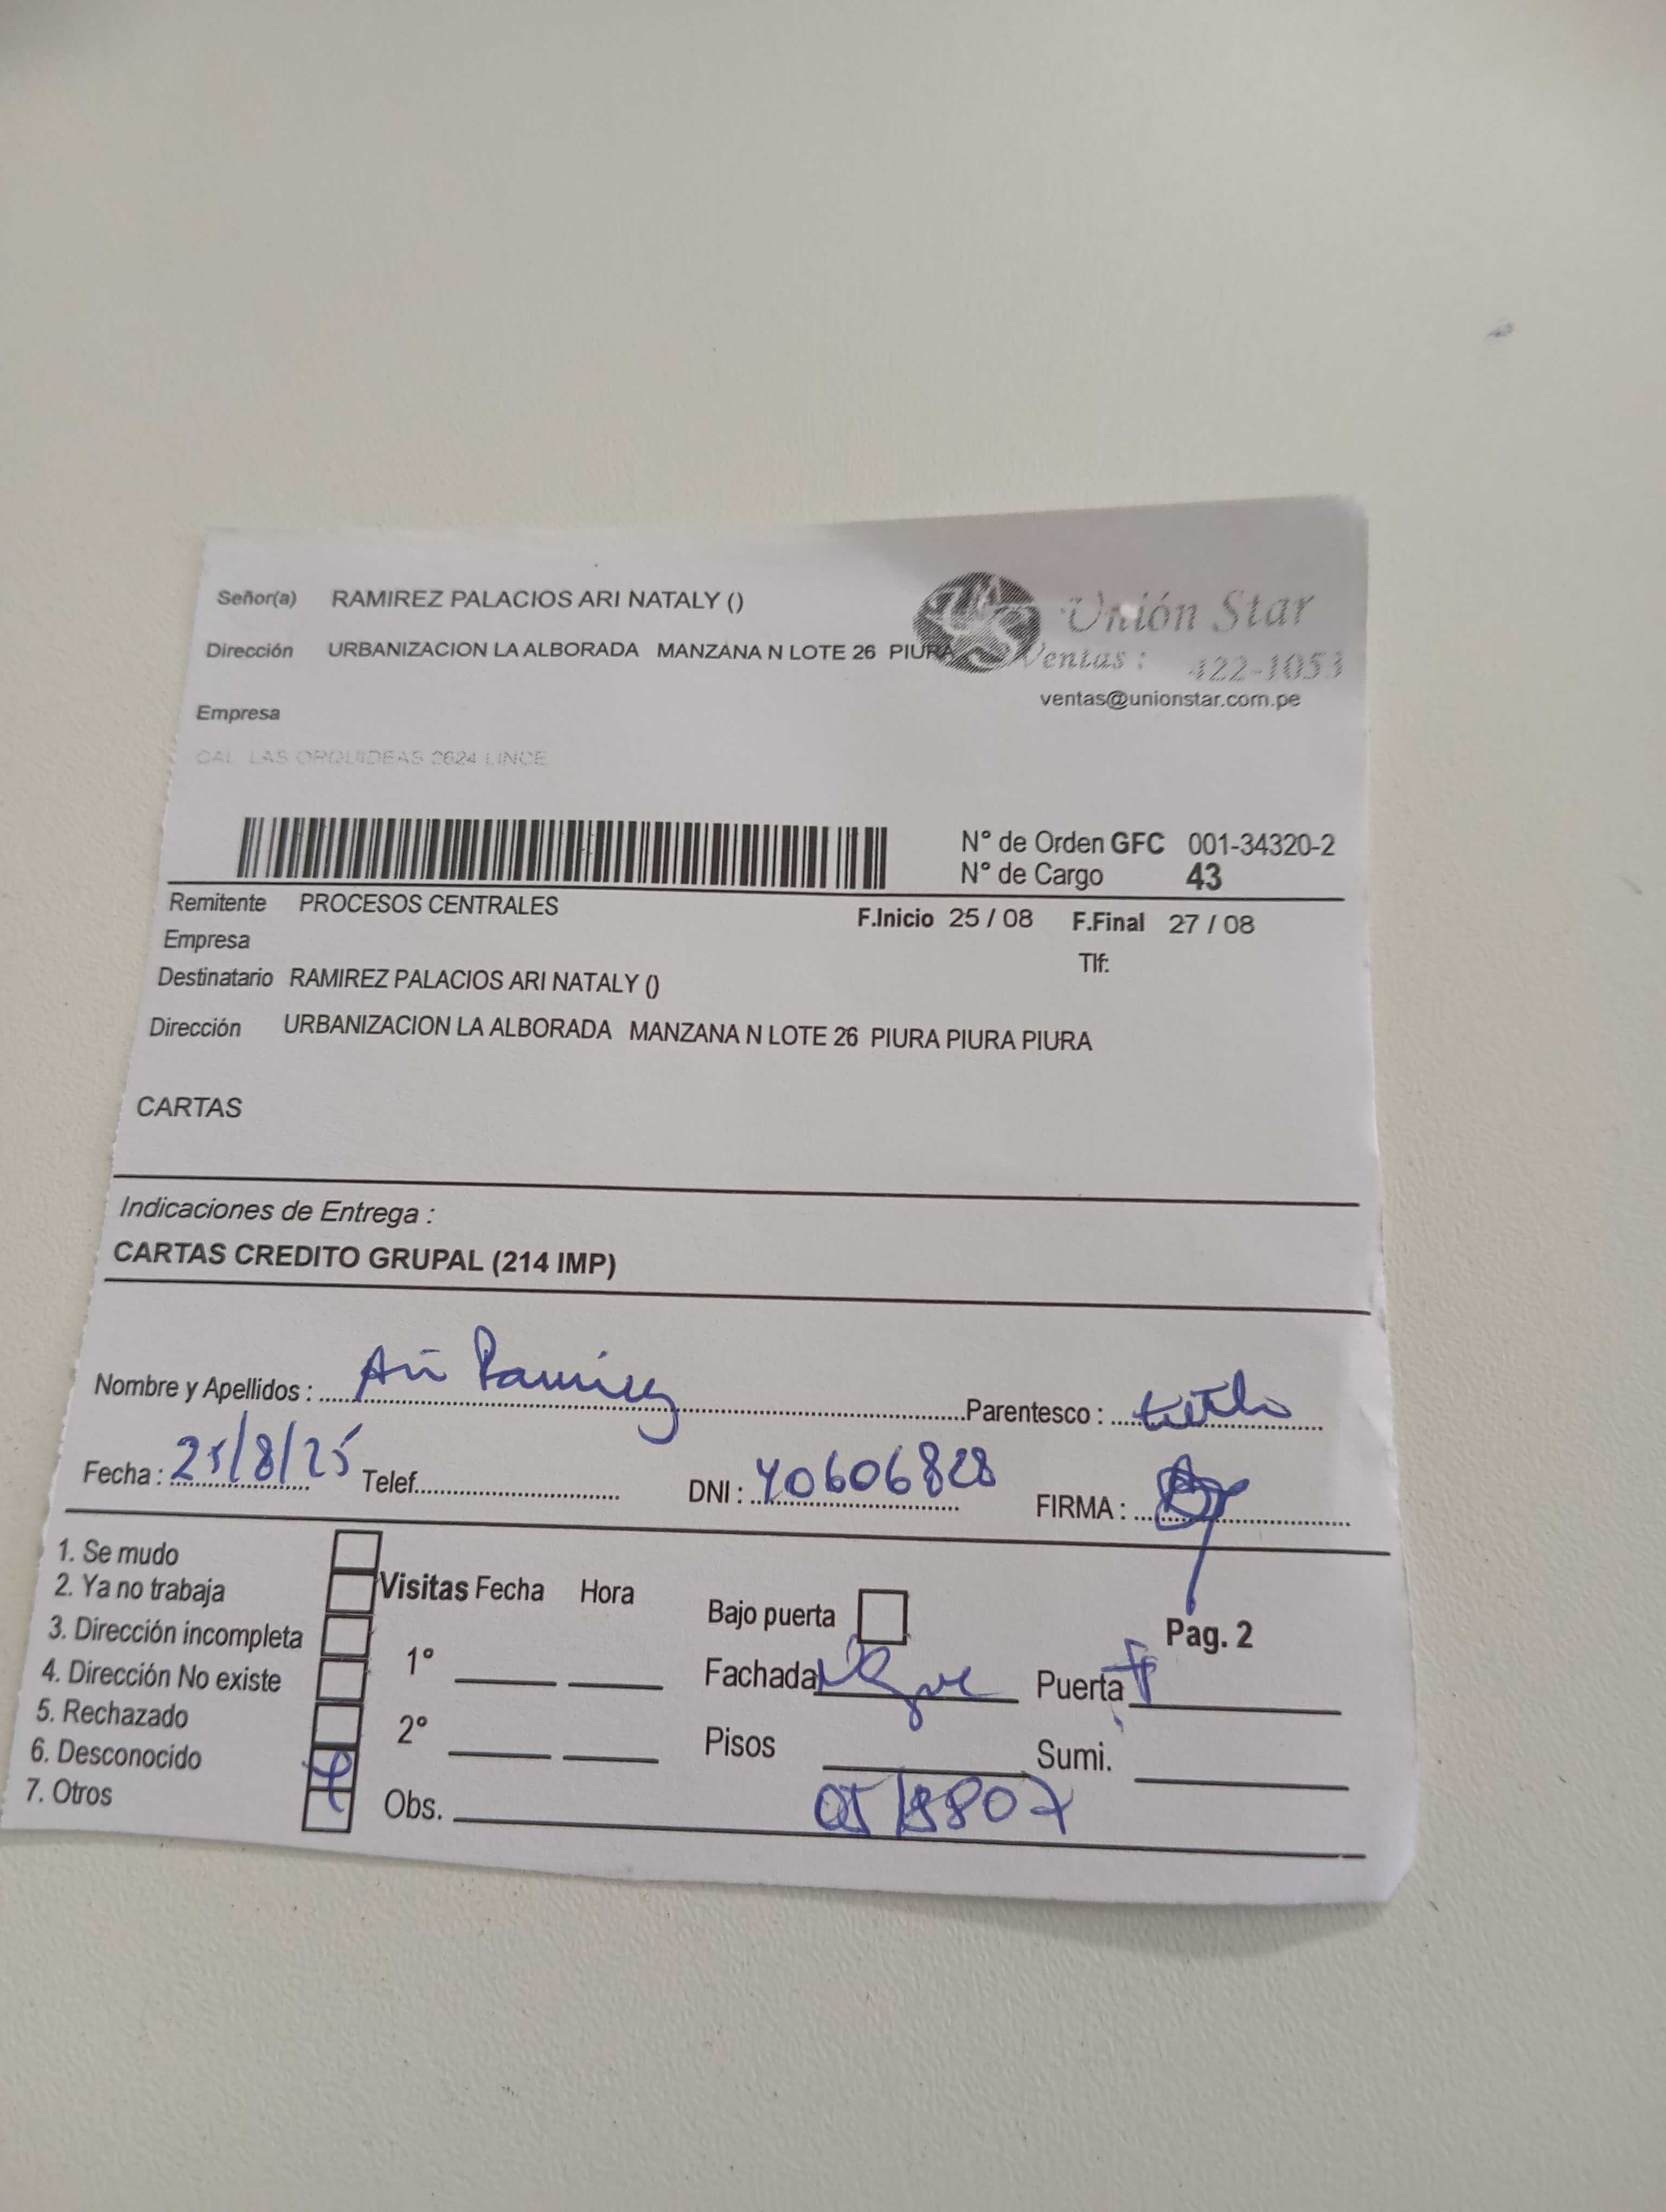 Señor(a) RAMIREZ PALACIOS ARI NATALY ()
Unión Star
Dirección URBANIZACION LA ALBORADA MANZANA N LOTE 26 PIURA
Ventas : 422-1053
ventas@unionstar.com.pe
Empresa
CAL. LAS ORQUIDEAS 2624 LINCE
N° de Orden GFC 001-34320-2
N° de Cargo 43
Remitente PROCESOS CENTRALES
F.Inicio 25 / 08 F.Final 27 / 08
Empresa
Tlf:
Destinatario RAMIREZ PALACIOS ARI NATALY ()
Dirección URBANIZACION LA ALBORADA MANZANA N LOTE 26 PIURA PIURA PIURA
CARTAS
Indicaciones de Entrega :
CARTAS CREDITO GRUPAL (214 IMP)
Nombre y Apellidos : Ari Ramirez Parentesco :
Fecha : 25/8/25 Telef. DNI : 40606828 FIRMA :
1. Se mudo
2. Ya no trabaja
3. Dirección incompleta
4. Dirección No existe
5. Rechazado
6. Desconocido
7. Otros
Visitas Fecha Hora
1°
2°
Obs.
Bajo puerta
Pag. 2
Fachada Puerta
Pisos Sumi.